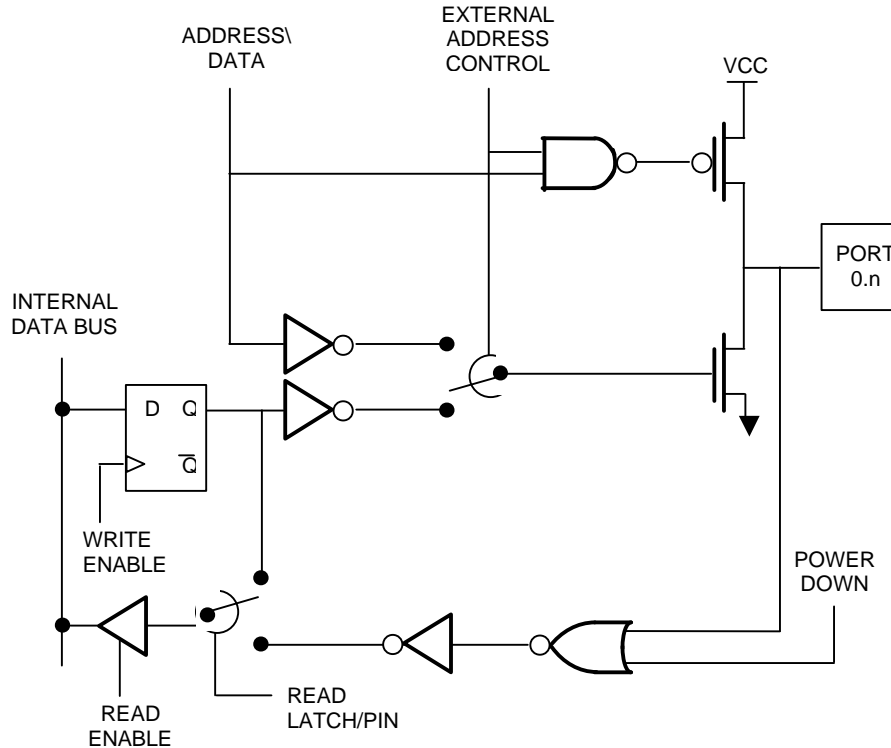 ADDRESS\
DATA
EXTERNAL
ADDRESS
CONTROL
VCC
PORT
0.n
INTERNAL
DATA BUS
D Q
Q̅
WRITE
ENABLE
POWER
DOWN
READ
LATCH/PIN
READ
ENABLE